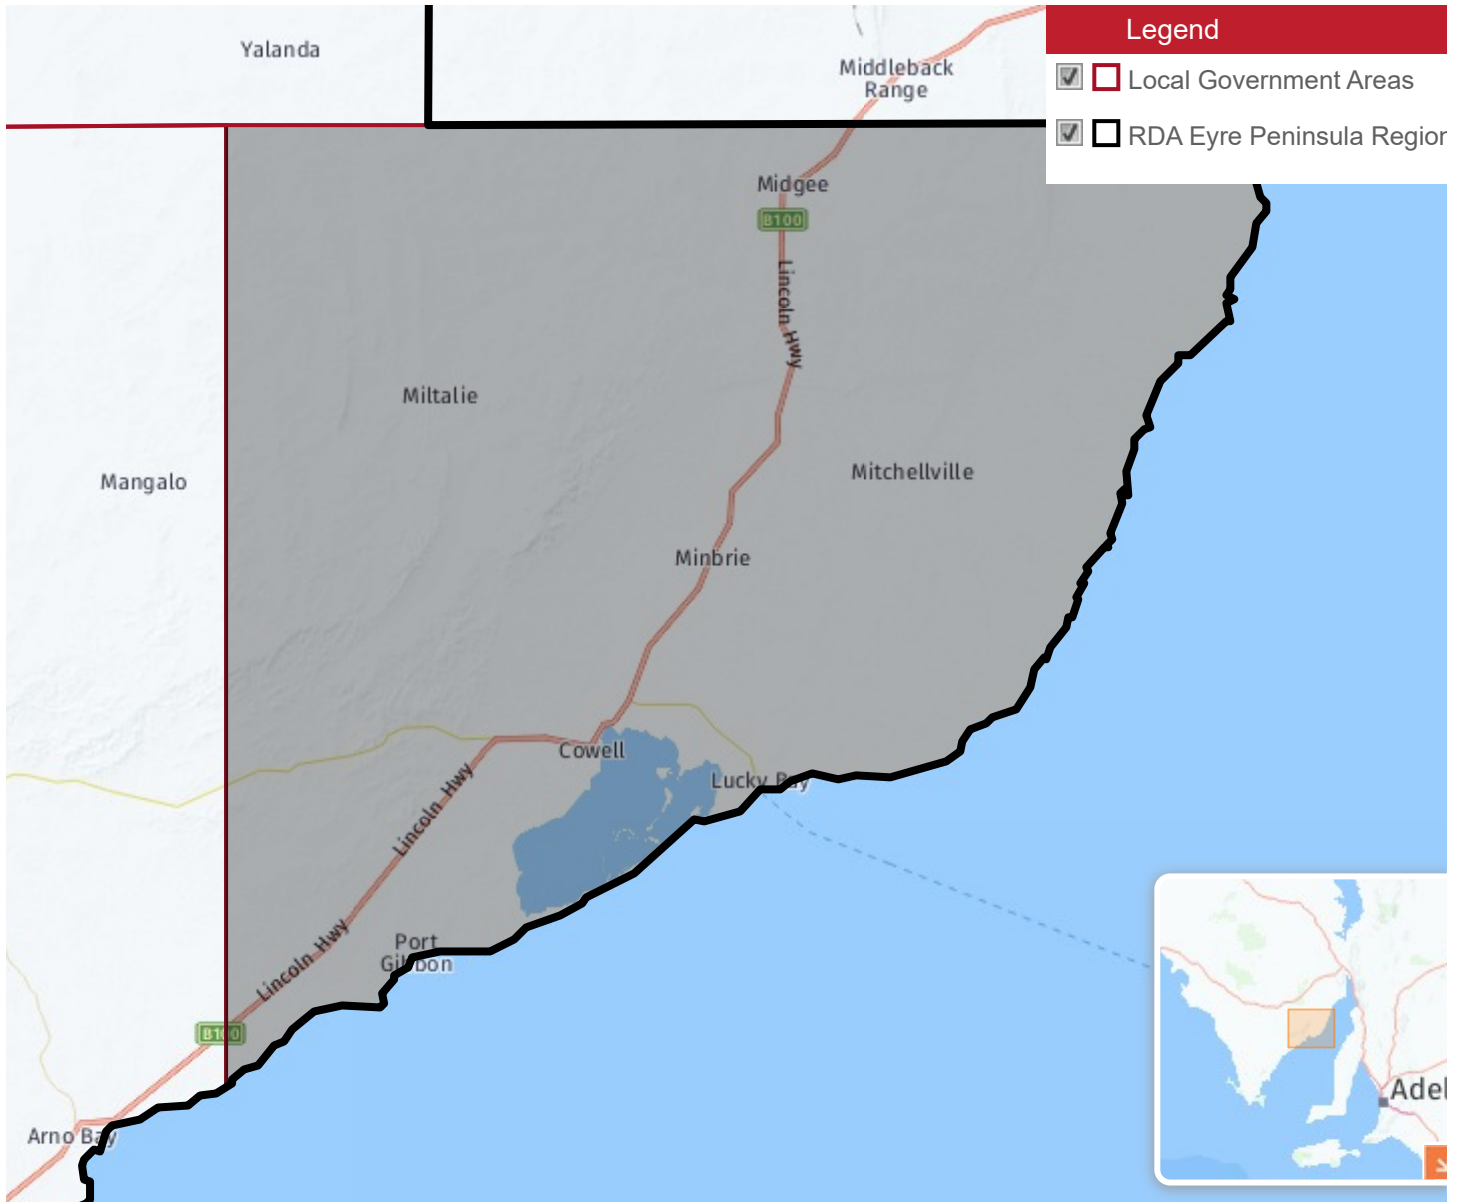 Legend
Local Government Areas
RDA Eyre Peninsula Region
Yalanda
Middleback
Range
Midgee
B100
Lincoln Hwy
Miltalie
Mangalo
Mitchellville
Minbrie
Cowell
Lucky Bay
Lincoln Hwy
Port
Gibbon
Lincoln Hwy
B100
Arno Bay
Adel